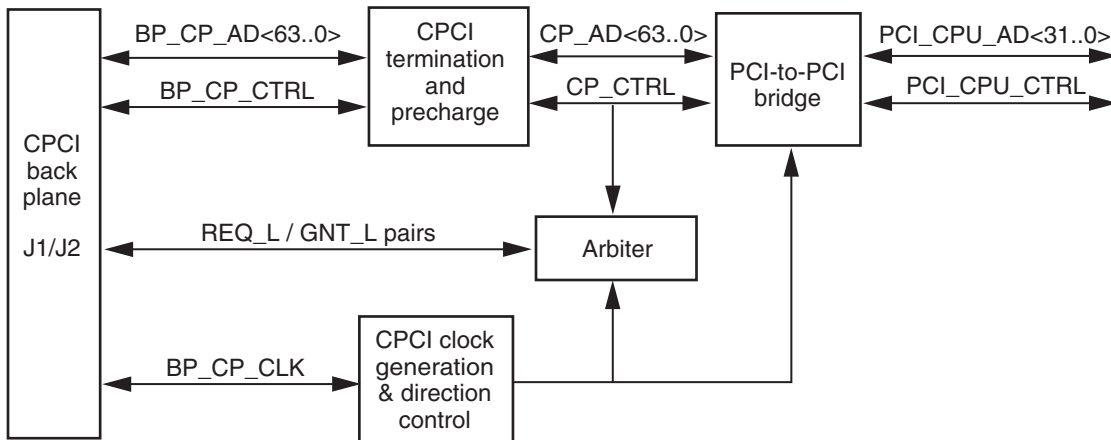 BP_CP_AD<63..0>
CPCI
termination
and
precharge
CP_AD<63..0>
PCI-to-PCI
bridge
PCI_CPU_AD<31..0>
BP_CP_CTRL
CP_CTRL
PCI_CPU_CTRL
CPCI
back
plane
J1/J2
REQ_L / GNT_L pairs
Arbiter
BP_CP_CLK
CPCI clock
generation
& direction
control